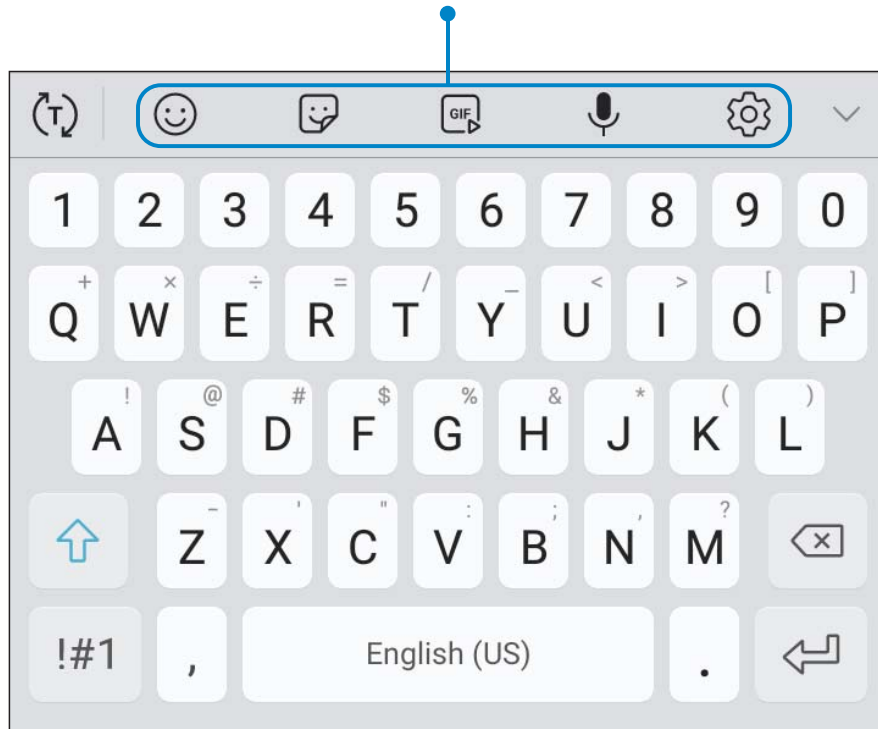 T GIF
1 2 3 4 5 6 7 8 9 0
+ × ÷ = / _ < > [ ]
Q W E R T Y U I O P
! @ # $ % & * ( )
A S D F G H J K L
- ' " : ; , ?
Z X C V B N M
!#1 , English (US) .